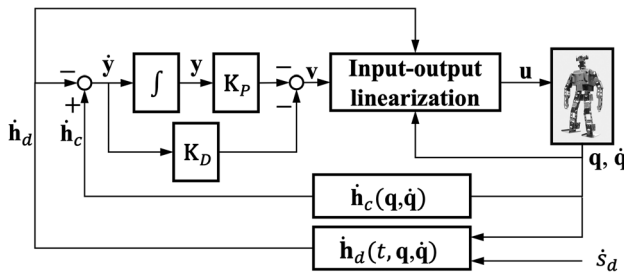 − ẏ ∫ y K_P − v Input-output u
linearization
+
ḣ_d ḣ_c K_D −
q, q̇
ḣ_c(q,q̇)
ḣ_d(t, q,q̇) ṡ_d